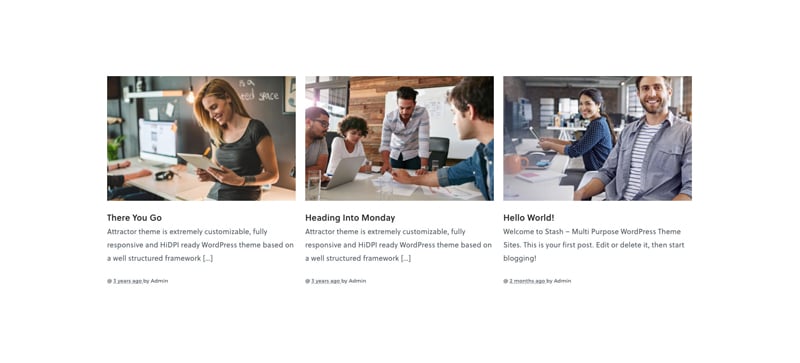 is a
ted space
There You Go
Attractor theme is extremely customizable, fully
responsive and HiDPI ready WordPress theme based on
a well structured framework [...]
@ 3 years ago by Admin
Heading Into Monday
Attractor theme is extremely customizable, fully
responsive and HiDPI ready WordPress theme based on
a well structured framework [...]
@ 3 years ago by Admin
Hello World!
Welcome to Stash – Multi Purpose WordPress Theme
Sites. This is your first post. Edit or delete it, then start
blogging!
@ 2 months ago by Admin